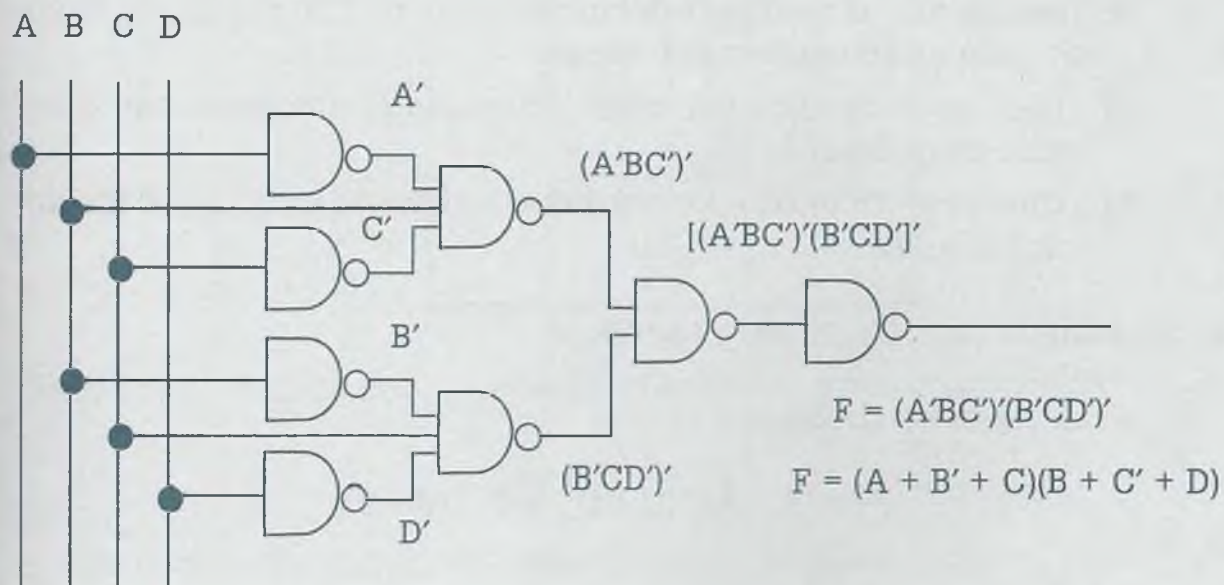 A B C D
A′
(A′BC′)′
C′
[(A′BC′)′(B′CD′]′
B′
F = (A′BC′)′(B′CD′)′
(B′CD′)′
F = (A + B′ + C)(B + C′ + D)
D′